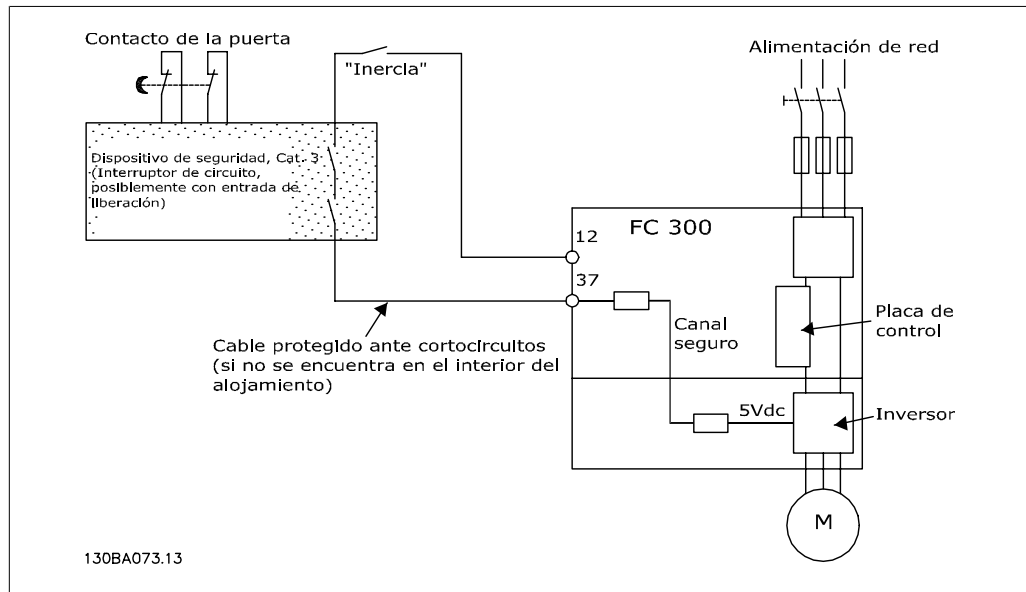 Contacto de la puerta
"Inercla"
Alimentación de red
Dispositivo de seguridad, Cat. 3
(Interruptor de circuito,
posiblemente con entrada de
liberación)
FC 300
12
37
Canal
seguro
Placa de
control
Cable protegido ante cortocircuitos
(si no se encuentra en el interior del
alojamiento)
5Vdc
Inversor
M
130BA073.13